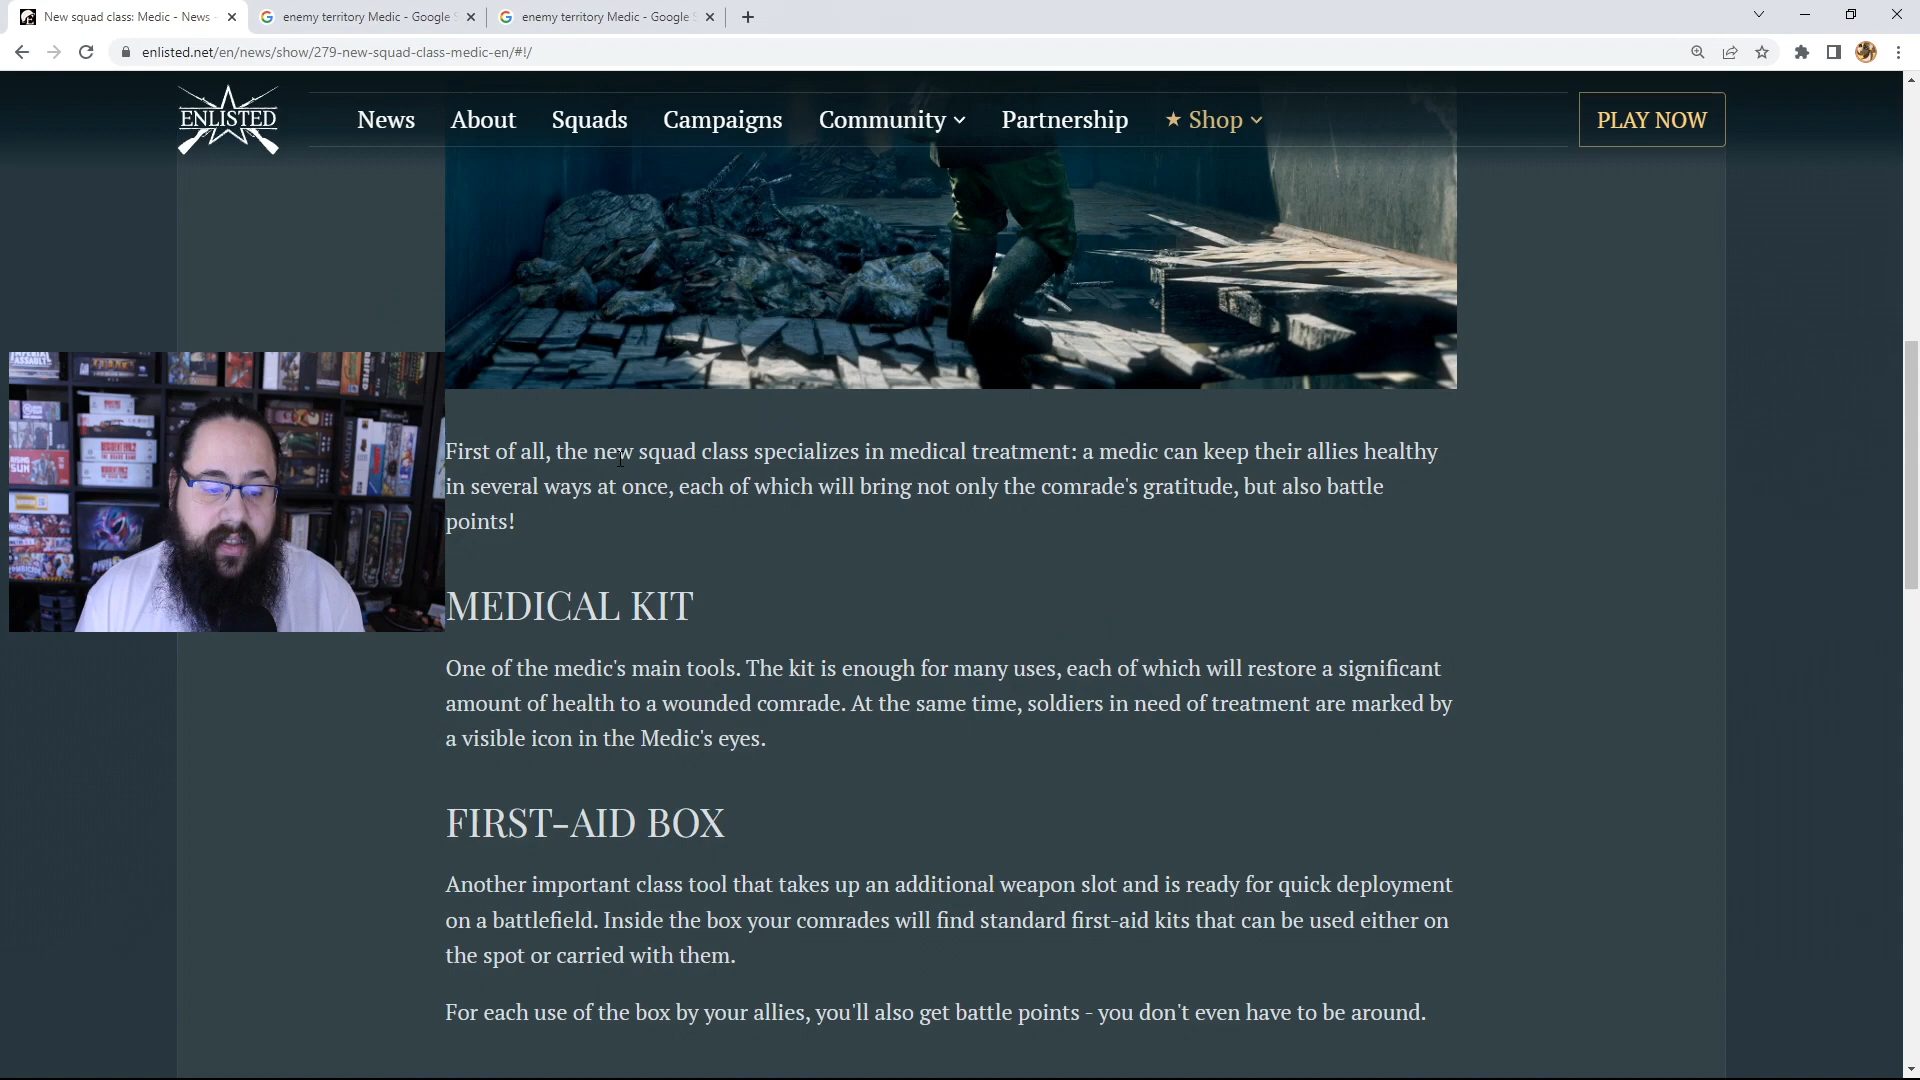 New squad class: Medic - News -
enemy territory Medic - Google S
enemy territory Medic - Google S
enlisted.net/en/news/show/279-new-squad-class-medic-en/#!/
ENLISTED
News
About
Squads
Campaigns
Community
Partnership
★ Shop
PLAY NOW
First of all, the new squad class specializes in medical treatment: a medic can keep their allies healthy
in several ways at once, each of which will bring not only the comrade's gratitude, but also battle
points!
MEDICAL KIT
One of the medic's main tools. The kit is enough for many uses, each of which will restore a significant
amount of health to a wounded comrade. At the same time, soldiers in need of treatment are marked by
a visible icon in the Medic's eyes.
FIRST-AID BOX
Another important class tool that takes up an additional weapon slot and is ready for quick deployment
on a battlefield. Inside the box your comrades will find standard first-aid kits that can be used either on
the spot or carried with them.
For each use of the box by your allies, you'll also get battle points - you don't even have to be around.